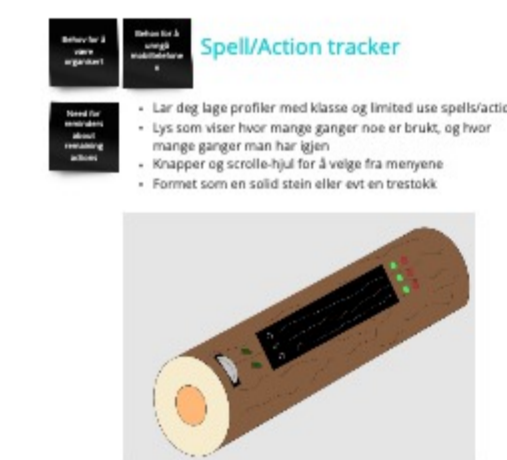 Behov for å
være
organisert
Behov for å
unngå
mobiltelefone
Spell/Action tracker
Need for
reminders
about
remaining
actions
Lar deg lage profiler med klasse og limited use spells/actio
Lys som viser hvor mange ganger noe er brukt, og hvor
mange ganger man har igjen
Knapper og scrolle-hjul for å velge fra menyene
Formet som en solid stein eller evt en trestokk